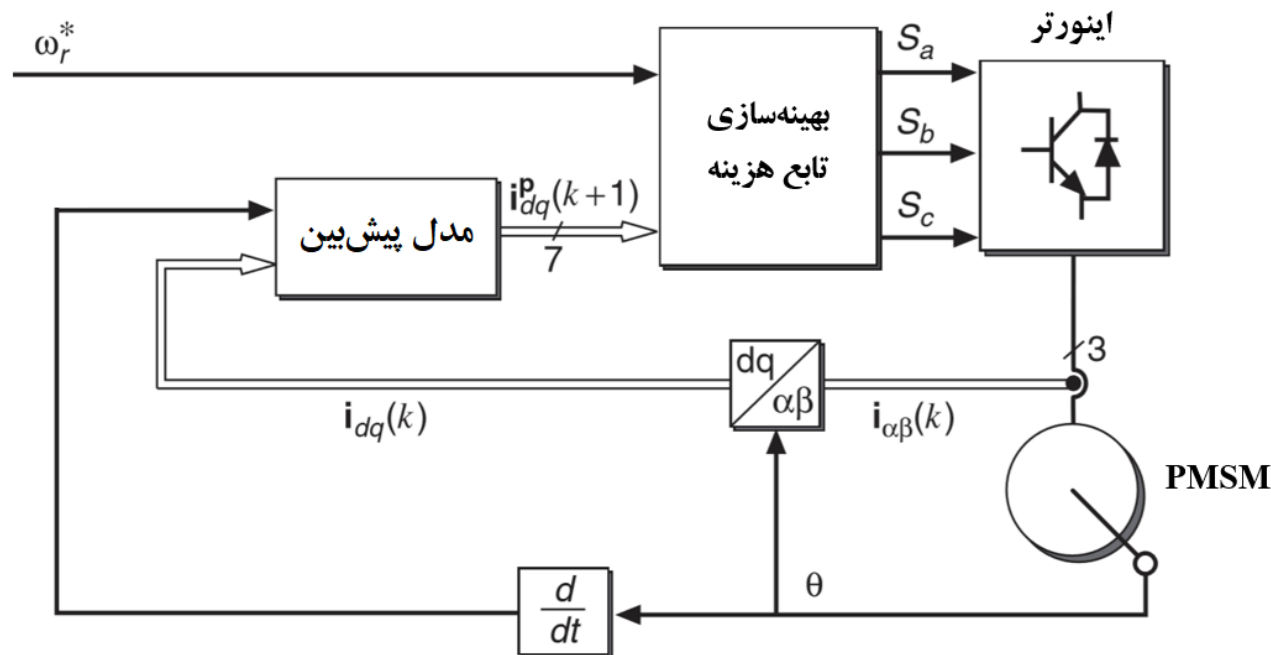 ω*r
بهینه‌سازی
تابع هزینه
Sa
Sb
Sc
اینورتر
مدل پیش‌بین
i^p_dq(k+1)
7
3
dq
αβ
i_dq(k)
i_αβ(k)
PMSM
θ
d
dt